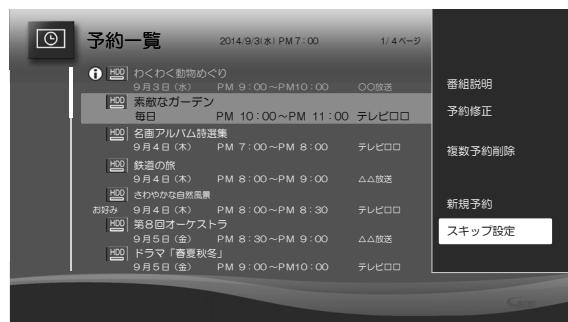 予約一覧 2014/9/3(水) PM 7:00 1/4ページ
HDD わくわく動物めぐり
9月3日(水) PM 9:00～PM10:00 〇〇放送
HDD 素敵なガーデン
毎日 PM 10:00～PM 11:00 テレビ□□
HDD 名画アルバム詩選集
9月4日(木) PM 7:00～PM 8:00 テレビ□□
HDD 鉄道の旅
9月4日(木) PM 8:00～PM 9:00 △△放送
HDD さわやかな自然風景
お好み 9月4日(木) PM 8:00～PM 8:30 テレビ□□
HDD 第8回オーケストラ
9月5日(金) PM 8:30～PM 9:00 △△放送
HDD ドラマ「春夏秋冬」
9月5日(金) PM 9:00～PM10:00 テレビ□□
番組説明
予約修正
複数予約削除
新規予約
スキップ設定